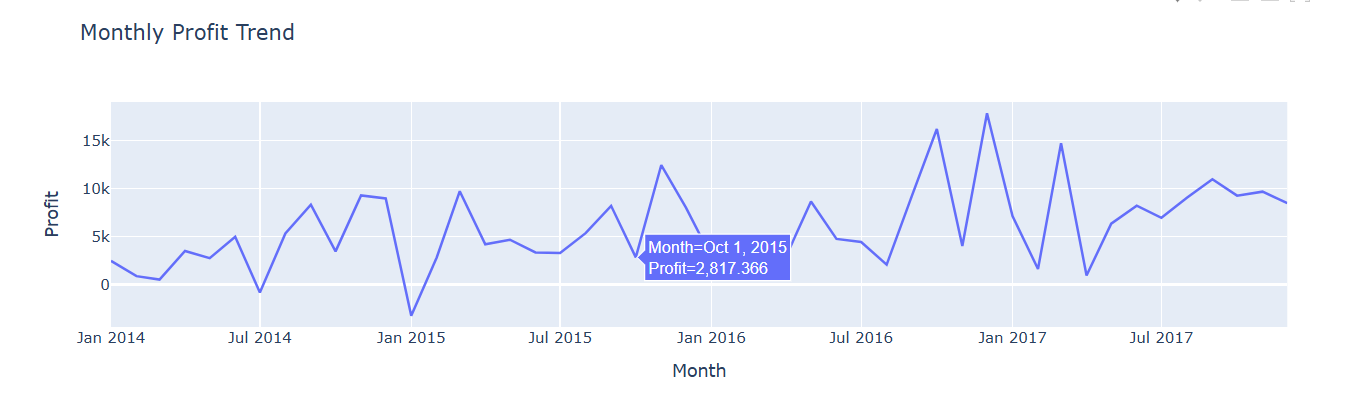 Monthly Profit Trend
15k
10k
5k
0
Profit
Month=Oct 1, 2015
Profit=2,817.366
Jan 2014
Jul 2014
Jan 2015
Jul 2015
Jan 2016
Jul 2016
Jan 2017
Jul 2017
Month